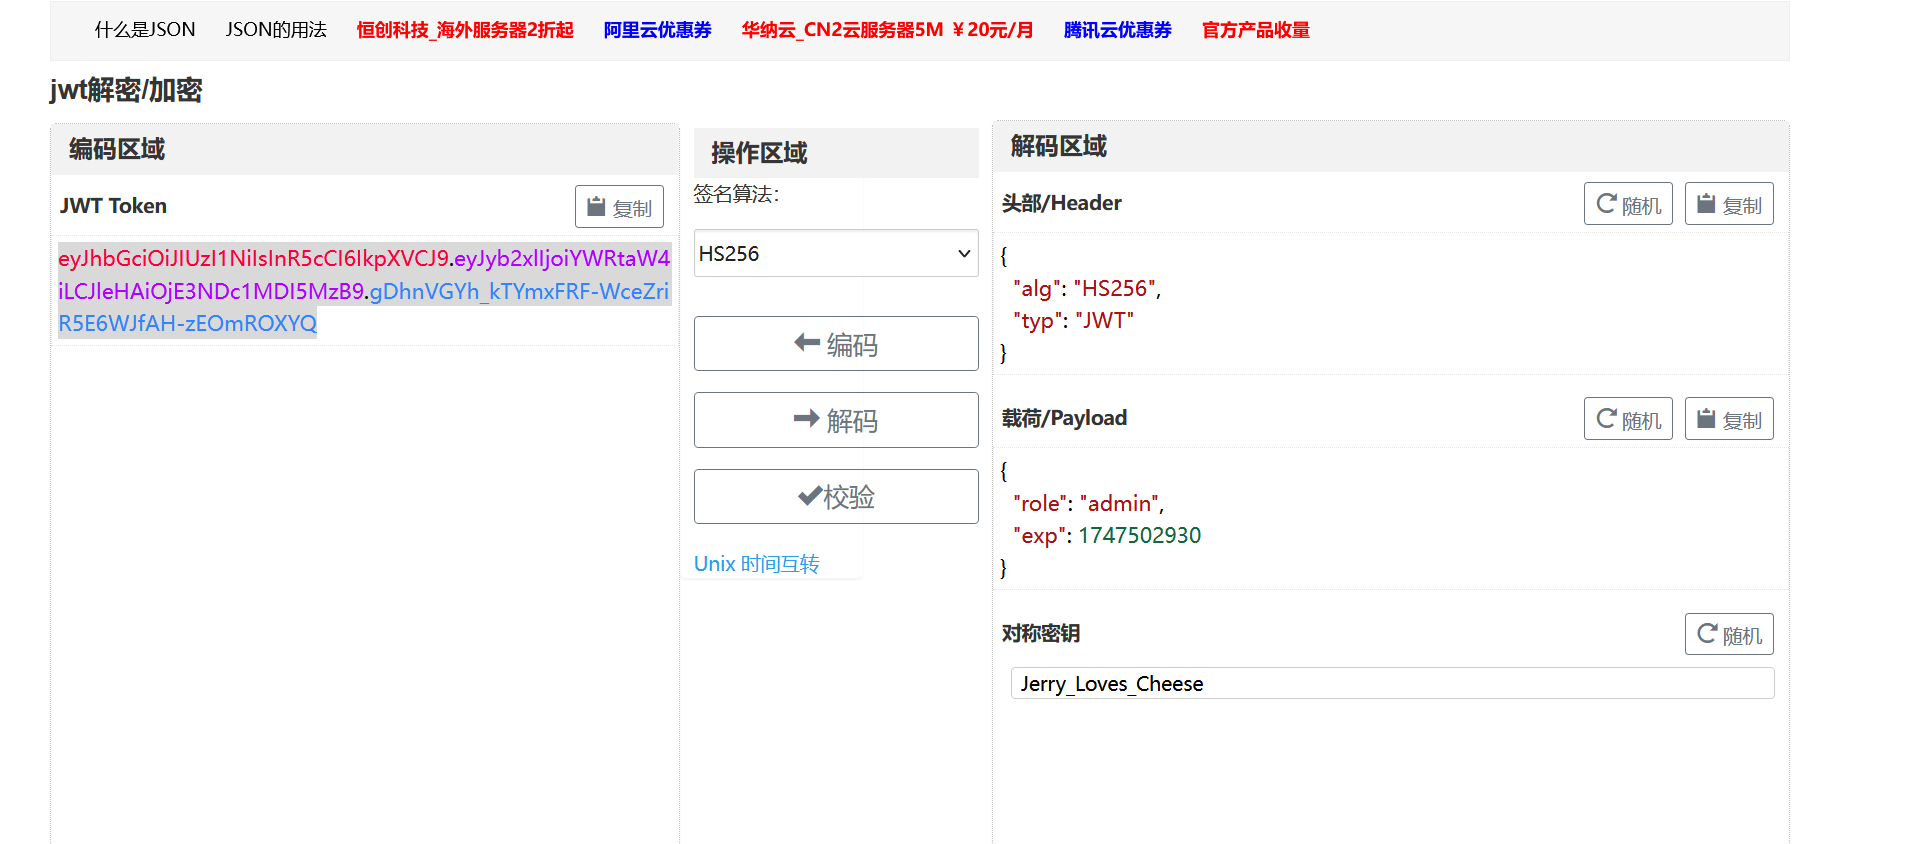 什么是JSON JSON的用法 恒创科技_海外服务器2折起 阿里云优惠券 华纳云_CN2云服务器5M ￥20元/月 腾讯云优惠券 官方产品收量
jwt解密/加密
编码区域
JWT Token 复制
eyJhbGciOiJIUzI1NiIsInR5cCI6IkpXVCJ9.eyJyb2xlIjoiYWRtaW4
iLCJleHAiOjE3NDc1MDI5MzB9.gDhnVGYh_kTYmxFRF-WceZri
R5E6WJfAH-zEOmROXYQ
操作区域
签名算法：
HS256
编码
解码
校验
Unix 时间互转
解码区域
头部/Header 随机 复制
{
"alg": "HS256",
"typ": "JWT"
}
载荷/Payload 随机 复制
{
"role": "admin",
"exp": 1747502930
}
对称密钥 随机
Jerry_Loves_Cheese